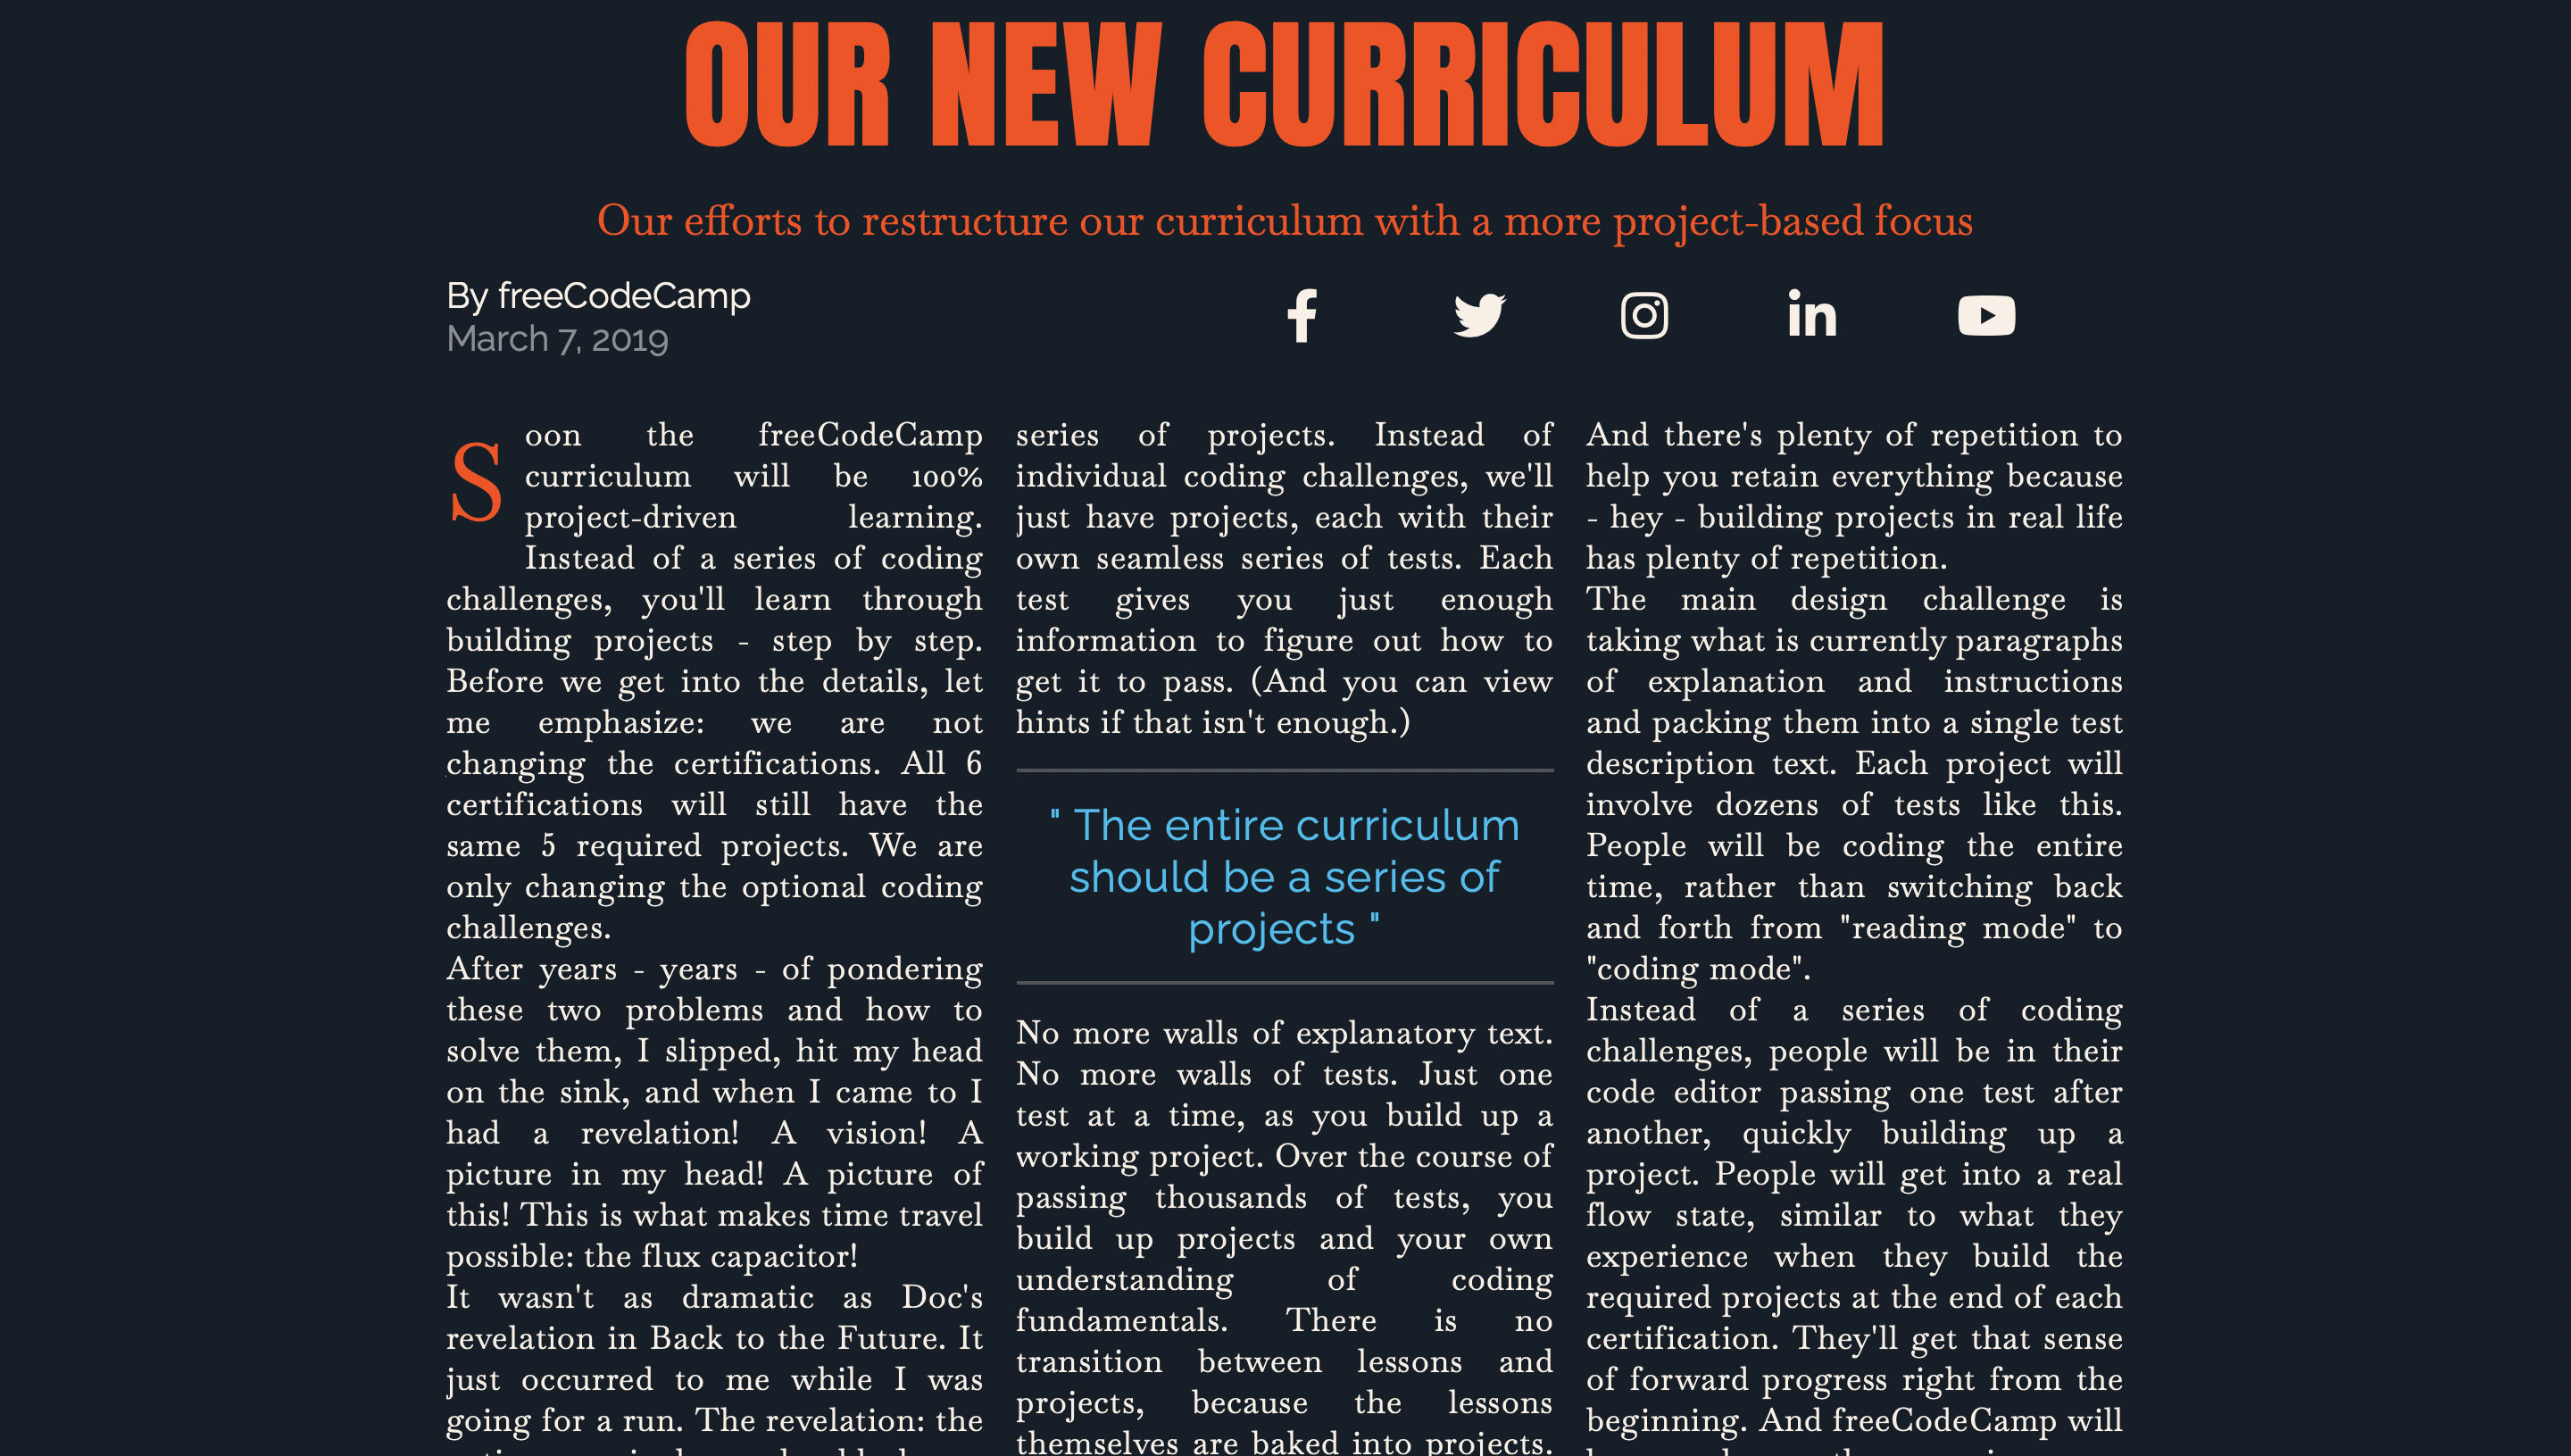 OUR NEW CURRICULUM
Our efforts to restructure our curriculum with a more project-based focus
By freeCodeCamp
March 7, 2019
Soon the freeCodeCamp
curriculum will be 100%
project-driven learning.
Instead of a series of coding
challenges, you'll learn through
building projects - step by step.
Before we get into the details, let
me emphasize: we are not
changing the certifications. All 6
certifications will still have the
same 5 required projects. We are
only changing the optional coding
challenges.
After years - years - of pondering
these two problems and how to
solve them, I slipped, hit my head
on the sink, and when I came to I
had a revelation! A vision! A
picture in my head! A picture of
this! This is what makes time travel
possible: the flux capacitor!
It wasn't as dramatic as Doc's
revelation in Back to the Future. It
just occurred to me while I was
going for a run. The revelation: the
series of projects. Instead of
individual coding challenges, we'll
just have projects, each with their
own seamless series of tests. Each
test gives you just enough
information to figure out how to
get it to pass. (And you can view
hints if that isn't enough.)
" The entire curriculum
should be a series of
projects "
No more walls of explanatory text.
No more walls of tests. Just one
test at a time, as you build up a
working project. Over the course of
passing thousands of tests, you
build up projects and your own
understanding of coding
fundamentals. There is no
transition between lessons and
projects, because the lessons
themselves are baked into projects.
And there's plenty of repetition to
help you retain everything because
- hey - building projects in real life
has plenty of repetition.
The main design challenge is
taking what is currently paragraphs
of explanation and instructions
and packing them into a single test
description text. Each project will
involve dozens of tests like this.
People will be coding the entire
time, rather than switching back
and forth from "reading mode" to
"coding mode".
Instead of a series of coding
challenges, people will be in their
code editor passing one test after
another, quickly building up a
project. People will get into a real
flow state, similar to what they
experience when they build the
required projects at the end of each
certification. They'll get that sense
of forward progress right from the
beginning. And freeCodeCamp will